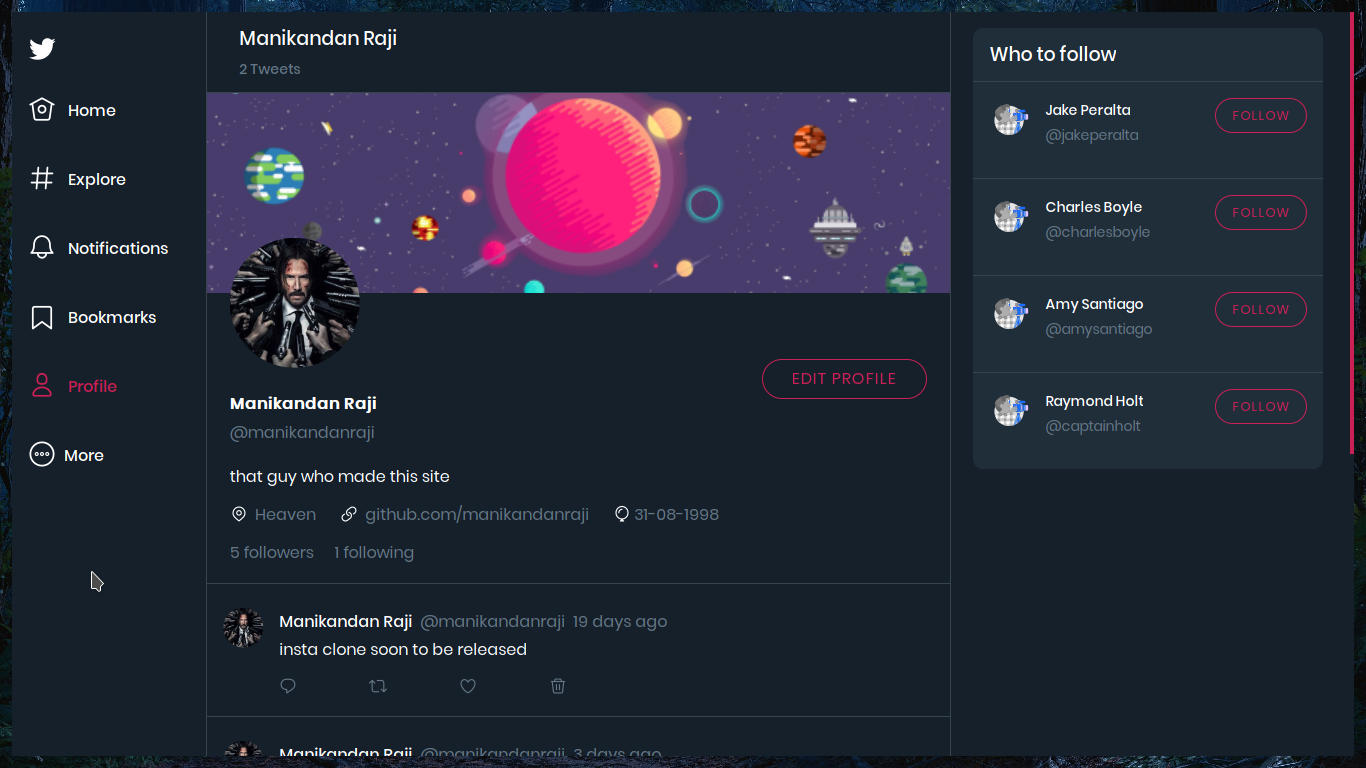 Home
Explore
Notifications
Bookmarks
Profile
More
Manikandan Raji
2 Tweets
EDIT PROFILE
Manikandan Raji
@manikandanraji
that guy who made this site
Heaven github.com/manikandanraji 31-08-1998
5 followers 1 following
Manikandan Raji @manikandanraji 19 days ago
insta clone soon to be released
Manikandan Raji @manikandanraji 3 days ago
Who to follow
Jake Peralta
@jakeperalta
FOLLOW
Charles Boyle
@charlesboyle
FOLLOW
Amy Santiago
@amysantiago
FOLLOW
Raymond Holt
@captainholt
FOLLOW